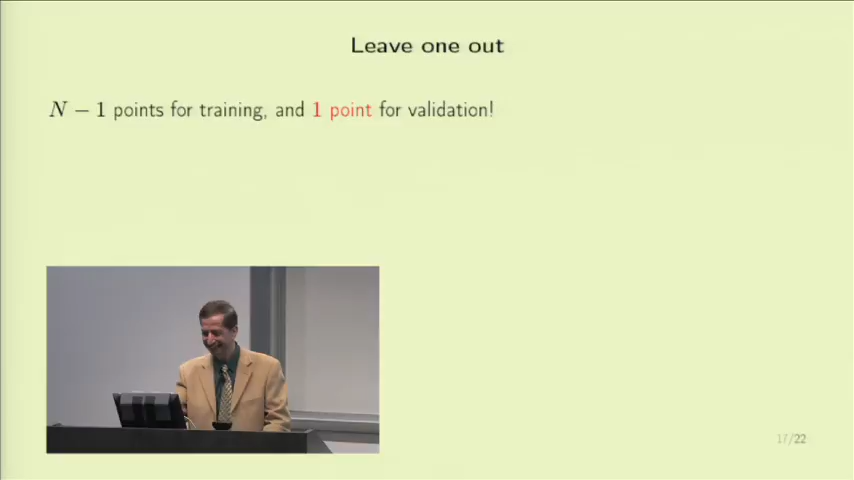 Leave one out
N − 1 points for training, and 1 point for validation!
17/22